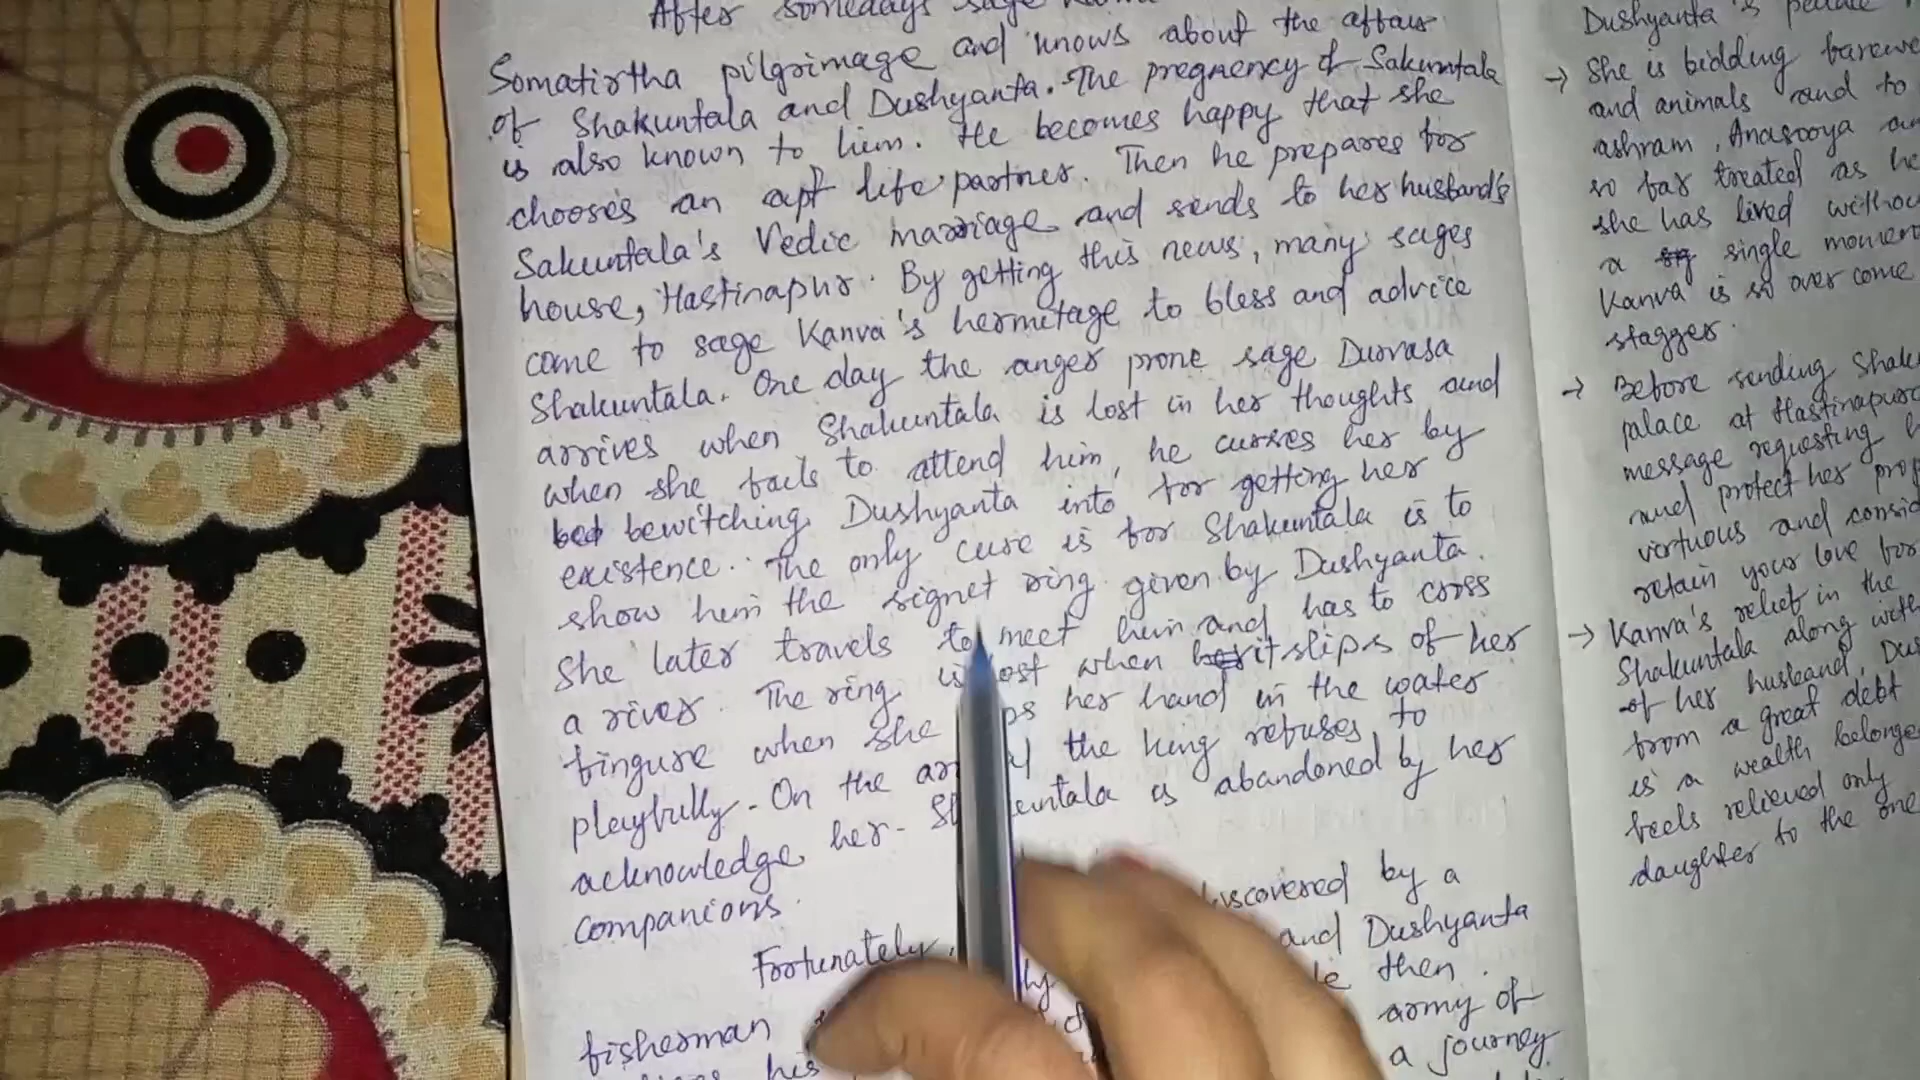 After somedays sage
Somatirtha pilgrimage and knows about the affair
of Shakuntala and Dushyanta. The pregnency of Sakuntala
is also known to him. He becomes happy that she
chooses an apt life partner. Then he prepares for
Sakuntala's Vedic marriage and sends to her husband's
house, Hastinapur. By getting this news, many sages
come to sage Kanva's hermitage to bless and advice
Shakuntala. One day the anger prone sage Durvasa
arrives when Shakuntala is lost in her thoughts and
when she fails to attend him, he curses her by
bewitching Dushyanta into for getting her
existence. The only cure is for Shakuntala is to
show him the signet ring given by Dushyanta.
She later travels to meet him and has to cross
a river. The ring is lost when it slips of her
fingure when she her hand in the water
playfully. On the the king refuses to
acknowledge her. Shakuntala is abandoned by her
companions.
Fortunately, discovered by a
fisherman and Dushyanta
his then.
army of
a journey
Dushyanta's
→ She is bidding
and animals and to
ashram, Anasooya
so far treated as
she has lived
a single moment
Kanva is so over come
stagger.
→ Before sending
palace at
message requesting
and protect her
virtuous and
retain your love for
→ Kanva's relief in the
Shakuntala along with
of her husband,
from a great debt
is a wealth
feels relieved only
daughter to the one